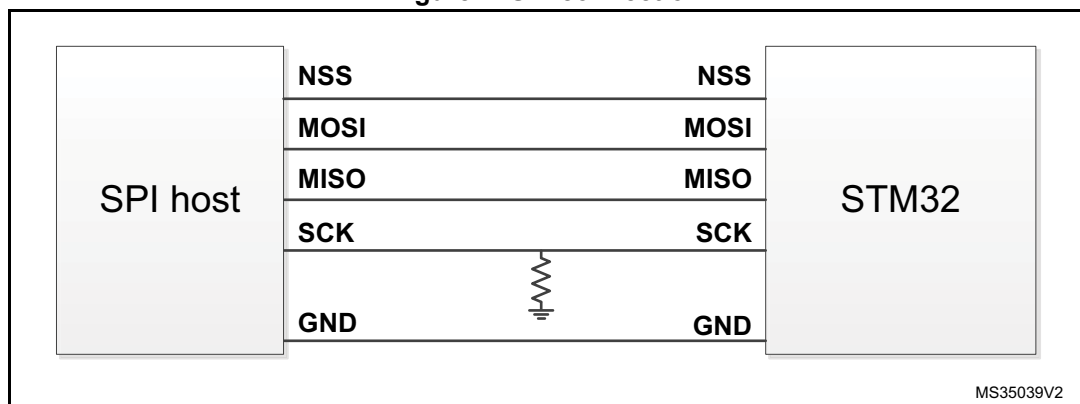 NSS NSS
MOSI MOSI
SPI host MISO MISO STM32
SCK SCK
GND GND
MS35039V2